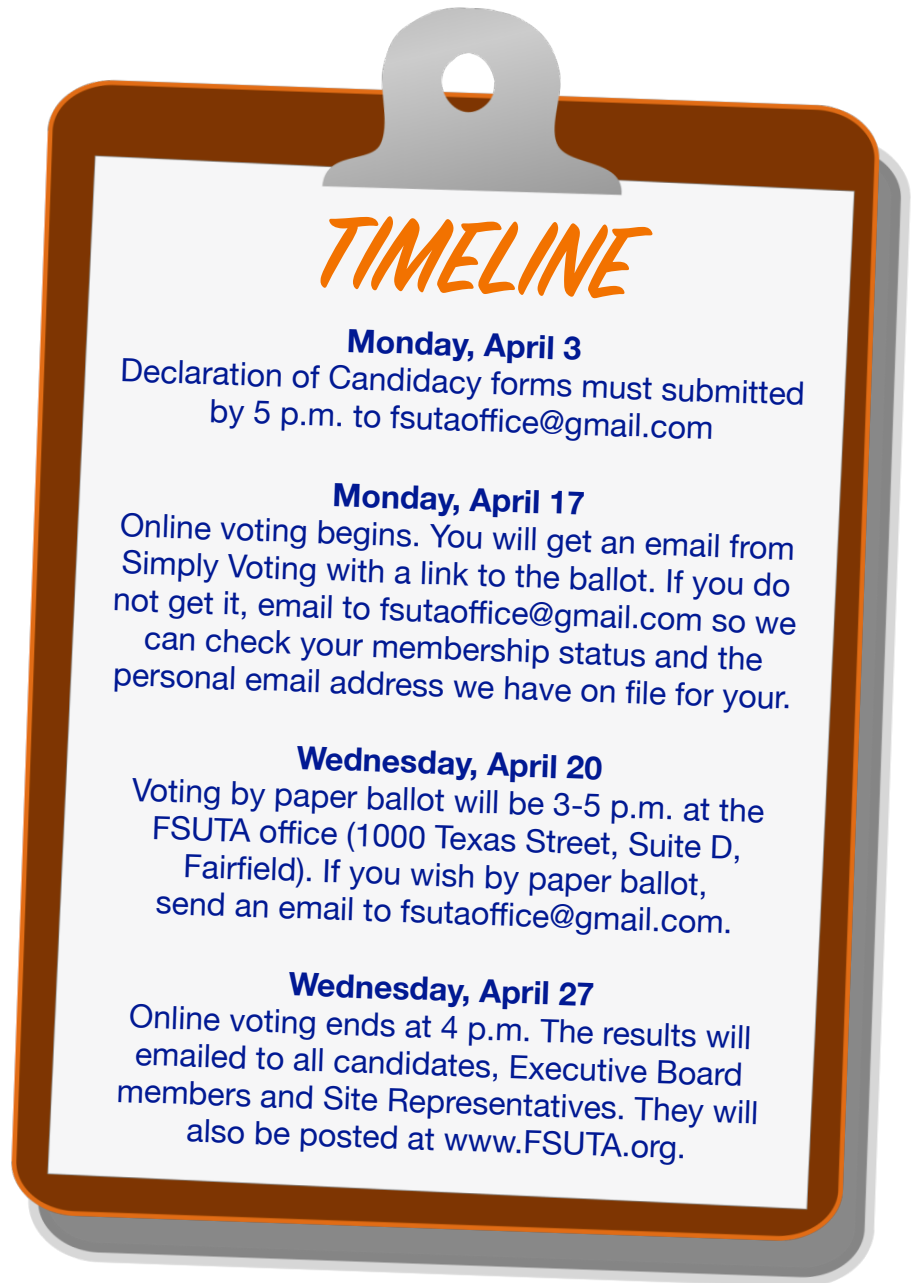 TIMELINE
Monday, April 3
Declaration of Candidacy forms must submitted
by 5 p.m. to fsutaoffice@gmail.com
Monday, April 17
Online voting begins. You will get an email from
Simply Voting with a link to the ballot. If you do
not get it, email to fsutaoffice@gmail.com so we
can check your membership status and the
personal email address we have on file for your.
Wednesday, April 20
Voting by paper ballot will be 3-5 p.m. at the
FSUTA office (1000 Texas Street, Suite D,
Fairfield). If you wish by paper ballot,
send an email to fsutaoffice@gmail.com.
Wednesday, April 27
Online voting ends at 4 p.m. The results will
emailed to all candidates, Executive Board
members and Site Representatives. They will
also be posted at www.FSUTA.org.